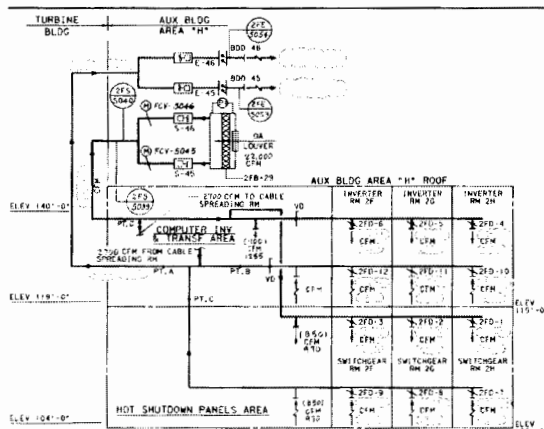 TURBINE
BLDG
AUX BLDG
AREA "H"
2FE
5054
BDD 46
E-46
BDD 45
E-45
2FE
2FS
5040
FCV-5046
S-46
FCV-5045
S-45
OA
LOUVER
CFM
2FB-29
CFM
2FS
5039
AUX BLDG AREA "H" ROOF
INVERTER
RM 2F
INVERTER
RM 2G
INVERTER
RM 2H
ELEV 140'-0"
2700 CFM TO CABLE
SPREADING RM
VD
2FD-6
2FD-5
2FD-4
COMPUTER INV
& TRANSF AREA
CFM
CFM FROM CABLE
SPREADING RM
PT.A
PT.B
VD
2FD-12
2FD-11
2FD-10
CFM
CFM
CFM
CFM
ELEV 119'-0"
PT.C
ELEV
2FD-3
2FD-2
2FD-1
(850)
CFM
CFM
CFM
CFM
SWITCHGEAR
RM 2F
SWITCHGEAR
RM 2G
SWITCHGEAR
RM 2H
2FD-9
2FD-8
2FD-7
(850)
CFM
CFM
CFM
CFM
HOT SHUTDOWN PANELS AREA
ELEV 104'-0"
ELEV